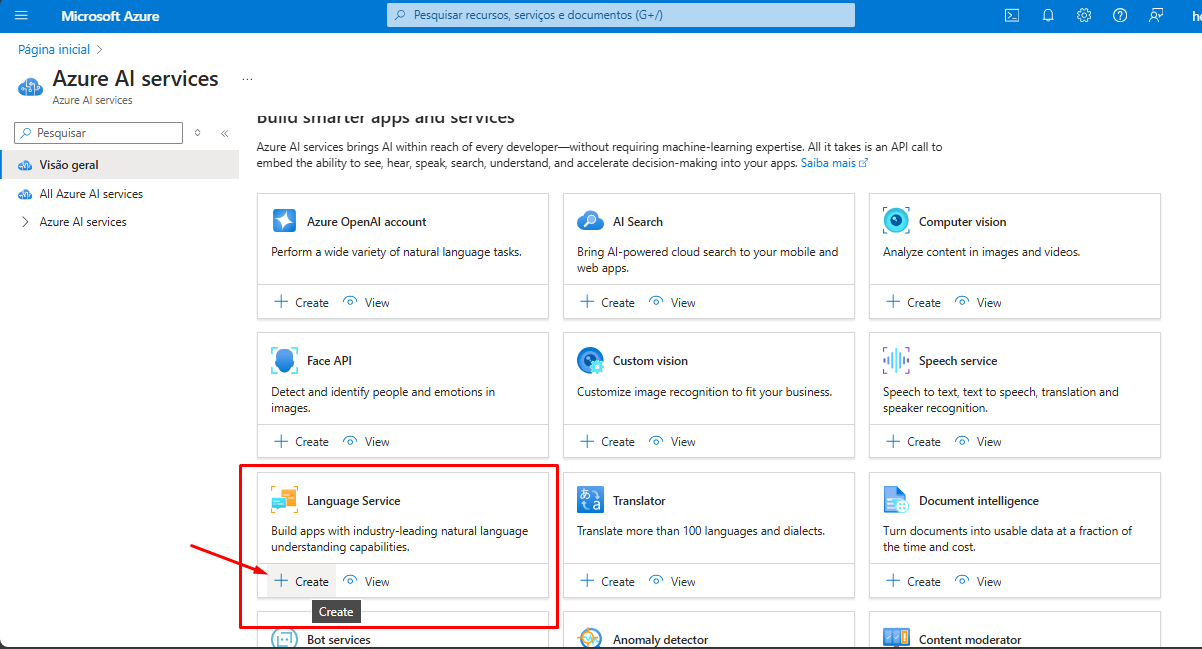 Microsoft Azure
Pesquisar recursos, serviços e documentos (G+/)
Página inicial
Azure AI services
...
Azure AI services
Pesquisar
Visão geral
All Azure AI services
Azure AI services
Build smarter apps and services
Azure AI services brings AI within reach of every developer—without requiring machine-learning expertise. All it takes is an API call to
embed the ability to see, hear, speak, search, understand, and accelerate decision-making into your apps. Saiba mais
Azure OpenAI account
Perform a wide variety of natural language tasks.
Create View
AI Search
Bring AI-powered cloud search to your mobile and
web apps.
Create View
Computer vision
Analyze content in images and videos.
Create View
Face API
Detect and identify people and emotions in
images.
Create View
Custom vision
Customize image recognition to fit your business.
Create View
Speech service
Speech to text, text to speech, translation and
speaker recognition.
Create View
Language Service
Build apps with industry-leading natural language
understanding capabilities.
Create View
Create
Translator
Translate more than 100 languages and dialects.
Create View
Document intelligence
Turn documents into usable data at a fraction of
the time and cost.
Create View
Bot services
Anomaly detector
Content moderator